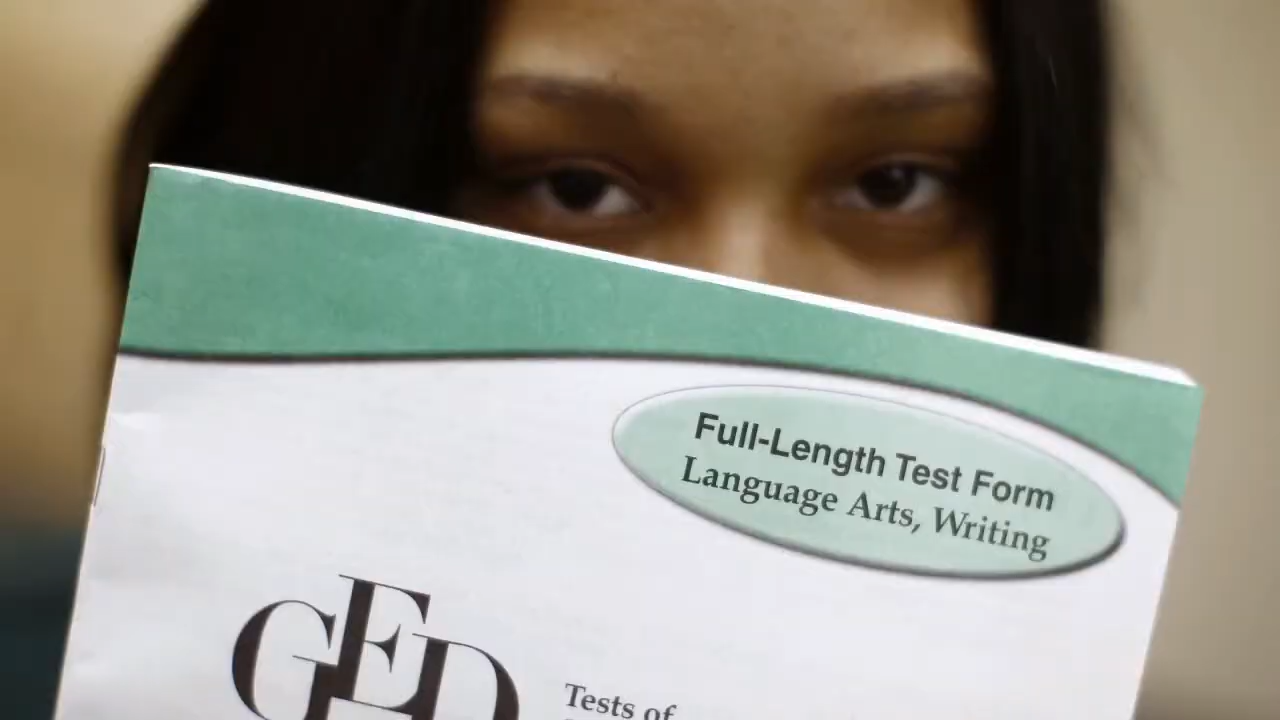 Full-Length Test Form
Language Arts, Writing
GED
Tests of